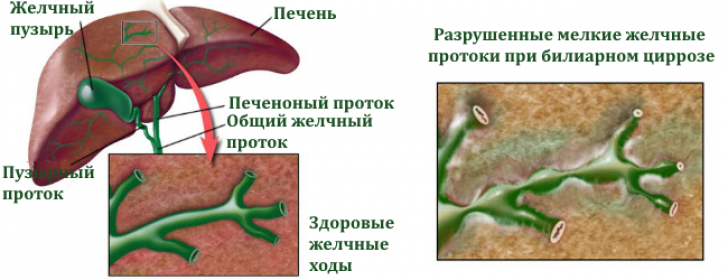 Желчный
пузырь
Печень
Печеноный проток
Общий желчный
проток
Пузырный
проток
Здоровые
желчные
ходы
Разрушенные мелкие желчные
протоки при билиарном циррозе